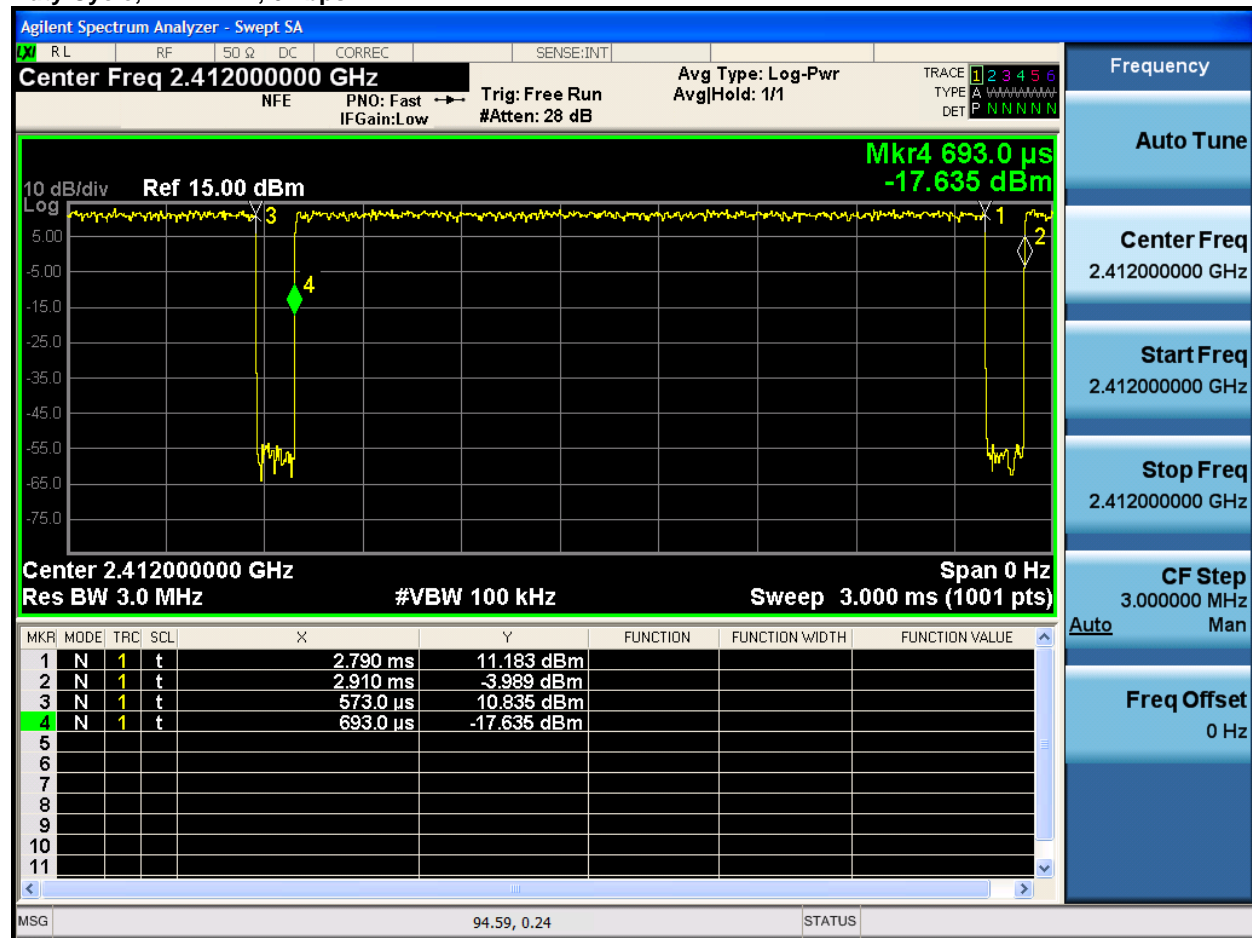 Agilent Spectrum Analyzer - Swept SA
LXI RL RF 50 Ω DC CORREC SENSE:INT
Center Freq 2.412000000 GHz
NFE PNO: Fast IFGain:Low
Trig: Free Run
#Atten: 28 dB
Avg Type: Log-Pwr
Avg|Hold: 1/1
TRACE 1 2 3 4 5 6
TYPE A WWWWWW
DET P N N N N N
Mkr4 693.0 µs
-17.635 dBm
10 dB/div Ref 15.00 dBm
Log
3
1
2
4
5.00
-5.00
-15.0
-25.0
-35.0
-45.0
-55.0
-65.0
-75.0
Center 2.412000000 GHz Span 0 Hz
Res BW 3.0 MHz #VBW 100 kHz Sweep 3.000 ms (1001 pts)
MKR MODE TRC SCL X Y FUNCTION FUNCTION WIDTH FUNCTION VALUE
1 N 1 t 2.790 ms 11.183 dBm
2 N 1 t 2.910 ms -3.989 dBm
3 N 1 t 573.0 µs 10.835 dBm
4 N 1 t 693.0 µs -17.635 dBm
5
6
7
8
9
10
11
MSG 94.59, 0.24 STATUS
Frequency
Auto Tune
Center Freq
2.412000000 GHz
Start Freq
2.412000000 GHz
Stop Freq
2.412000000 GHz
CF Step
3.000000 MHz
Auto Man
Freq Offset
0 Hz